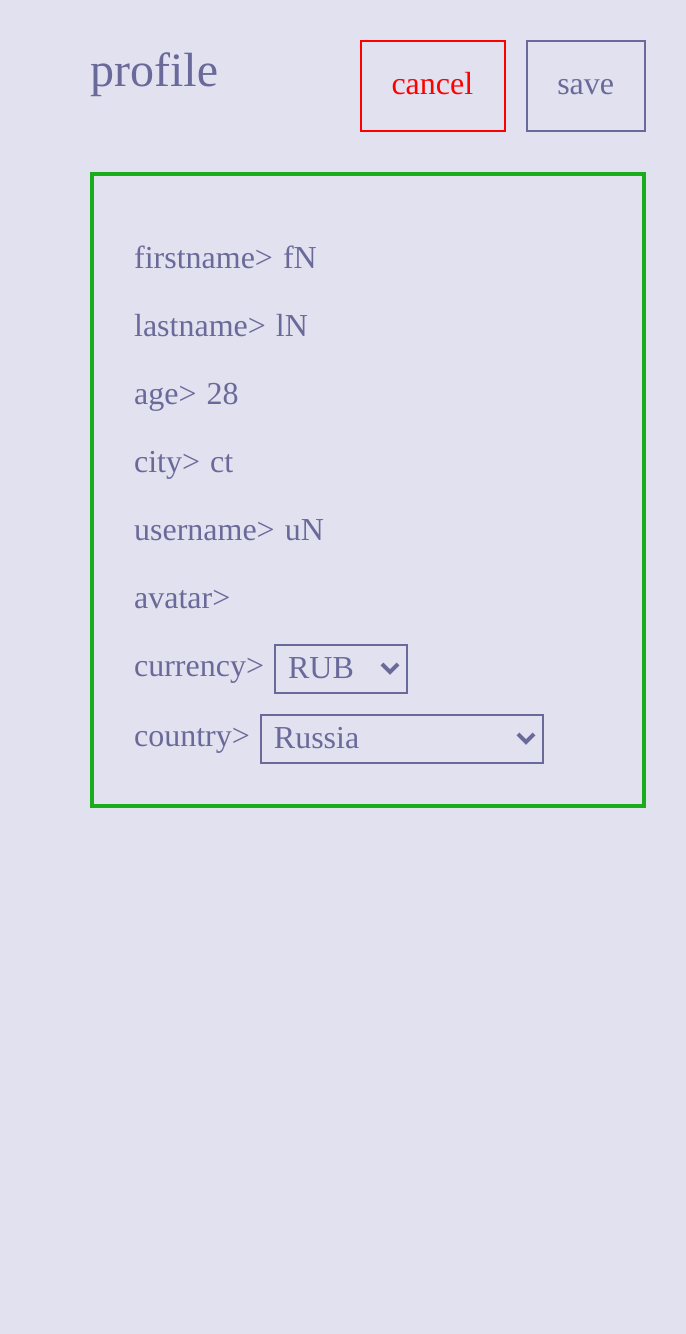 profile cancel save
firstname> fN
lastname> lN
age> 28
city> ct
username> uN
avatar>
currency> RUB
country> Russia